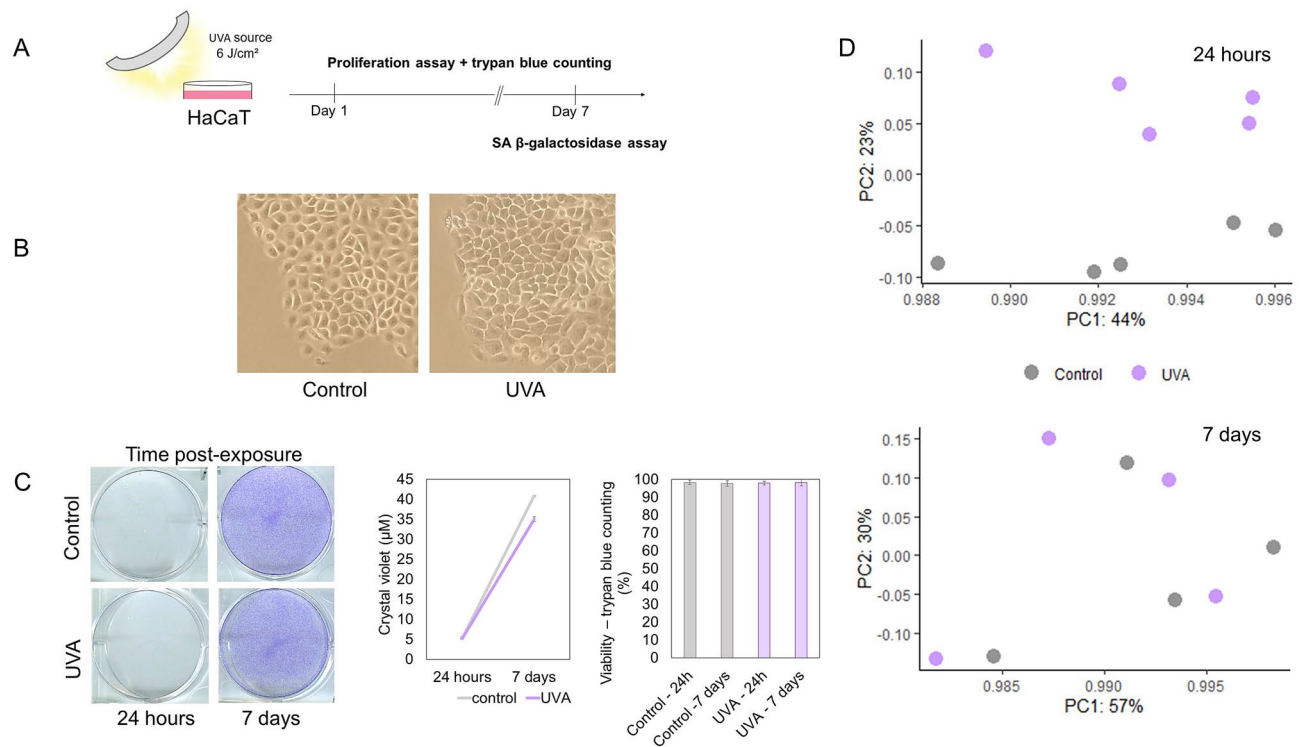 A
UVA source
6 J/cm²
HaCaT
Proliferation assay + trypan blue counting
Day 1
Day 7
SA β-galactosidase assay
B
Control
UVA
C
Time post-exposure
Control
UVA
24 hours
7 days
Crystal violet (µM)
45
40
35
30
25
20
15
10
5
0
24 hours
7 days
control
UVA
Viability – trypan blue counting
(%)
100
90
80
70
60
50
40
30
20
10
0
Control - 24h
Control -7 days
UVA - 24h
UVA - 7 days
D
24 hours
PC2: 23%
0.10
0.05
0.00
-0.05
-0.10
0.988
0.990
0.992
0.994
0.996
PC1: 44%
Control
UVA
7 days
PC2: 30%
0.15
0.10
0.05
0.00
-0.05
-0.10
0.985
0.990
0.995
PC1: 57%